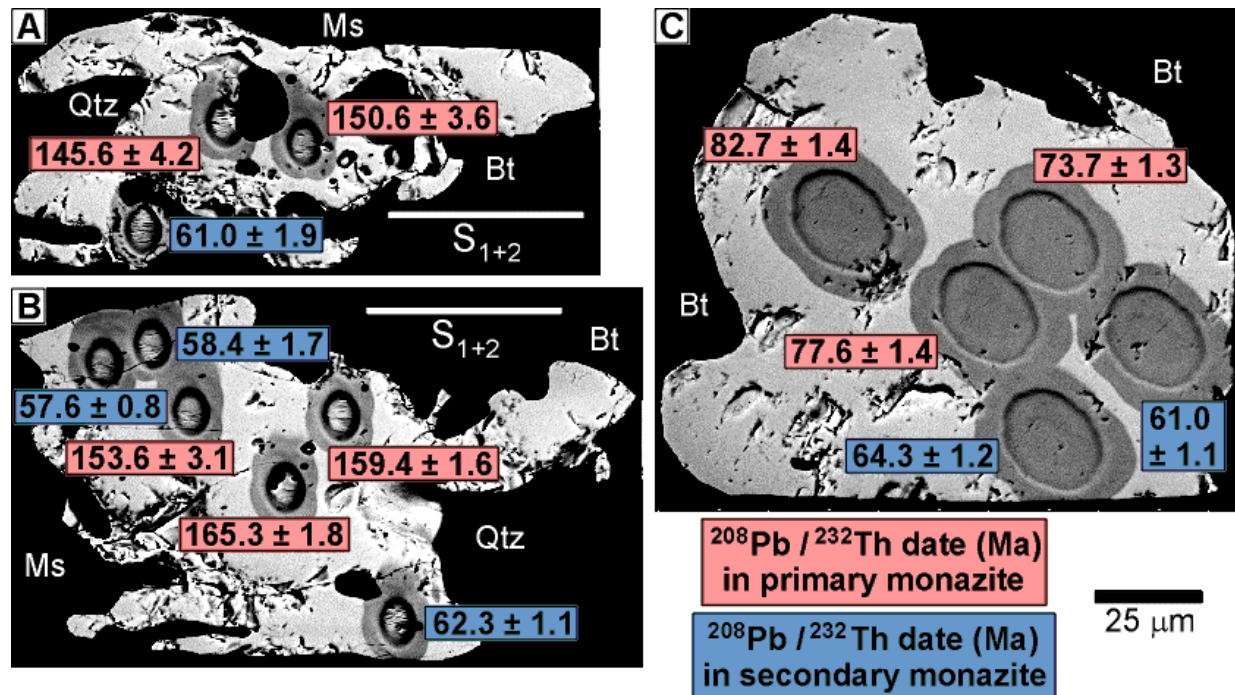 A
Ms
Qtz
150.6 ± 3.6
145.6 ± 4.2
Bt
61.0 ± 1.9
S₁₊₂
B
S₁₊₂
58.4 ± 1.7
Bt
57.6 ± 0.8
153.6 ± 3.1
159.4 ± 1.6
165.3 ± 1.8
Qtz
Ms
62.3 ± 1.1
C
Bt
82.7 ± 1.4
73.7 ± 1.3
Bt
77.6 ± 1.4
64.3 ± 1.2
61.0
± 1.1
²⁰⁸Pb / ²³²Th date (Ma)
in primary monazite
25 µm
²⁰⁸Pb / ²³²Th date (Ma)
in secondary monazite